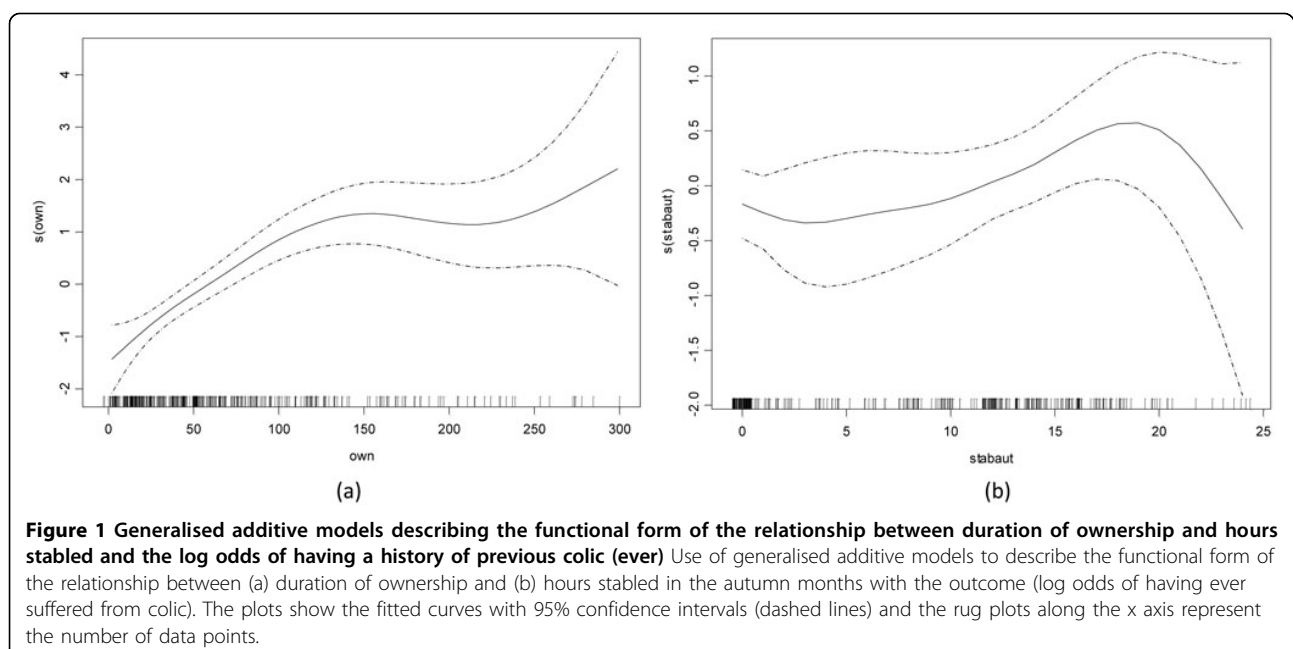 4
3
2
1
0
-1
-2
s(own)
0
50
100
150
200
250
300
own
(a)
1.0
0.5
0.0
-0.5
-1.0
-1.5
-2.0
s(stabaut)
0
5
10
15
20
25
stabaut
(b)
Figure 1 Generalised additive models describing the functional form of the relationship between duration of ownership and hours
stabled and the log odds of having a history of previous colic (ever) Use of generalised additive models to describe the functional form of
the relationship between (a) duration of ownership and (b) hours stabled in the autumn months with the outcome (log odds of having ever
suffered from colic). The plots show the fitted curves with 95% confidence intervals (dashed lines) and the rug plots along the x axis represent
the number of data points.